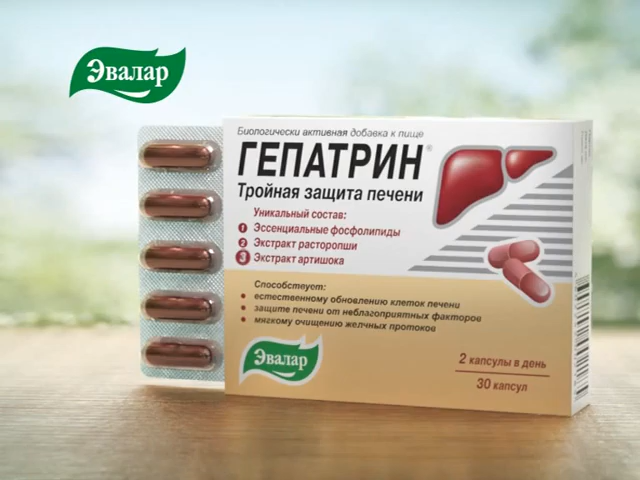 Эвалар
Биологически активная добавка к пище
ГЕПАТРИН®
Тройная защита печени
Уникальный состав:
1 Эссенциальные фосфолипиды
2 Экстракт расторопши
3 Экстракт артишока
Способствует:
• естественному обновлению клеток печени
• защите печени от неблагоприятных факторов
• мягкому очищению желчных протоков
Эвалар
2 капсулы в день
30 капсул